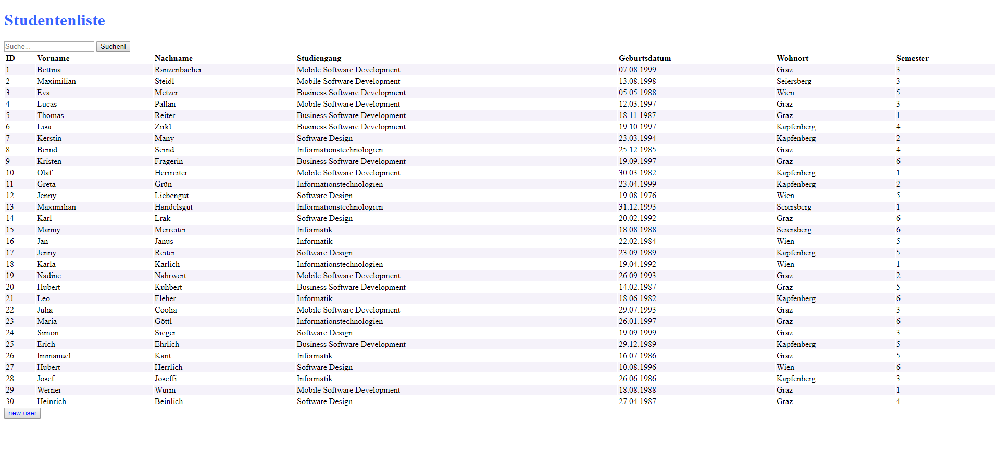 Studentenliste
Suche... Suchen!
ID Vorname Nachname Studiengang Geburtsdatum Wohnort Semester
1 Bettina Ranzenbacher Mobile Software Development 07.08.1999 Graz 3
2 Maximilian Steidl Mobile Software Development 13.08.1998 Seiersberg 3
3 Eva Metzer Business Software Development 05.05.1988 Wien 5
4 Lucas Pallan Mobile Software Development 12.03.1997 Graz 3
5 Thomas Reiter Business Software Development 18.11.1987 Graz 1
6 Lisa Zirkl Business Software Development 19.10.1997 Kapfenberg 4
7 Kerstin Many Software Design 23.03.1994 Kapfenberg 2
8 Bernd Sernd Informationstechnologien 25.12.1985 Graz 4
9 Kristen Fragerin Business Software Development 19.09.1997 Graz 6
10 Olaf Herrreiter Mobile Software Development 30.03.1982 Kapfenberg 1
11 Greta Grün Informationstechnologien 23.04.1999 Kapfenberg 2
12 Jenny Liebengut Software Design 19.08.1976 Wien 5
13 Maximilian Handelsgut Informationstechnologien 31.12.1993 Seiersberg 1
14 Karl Lrak Software Design 20.02.1992 Graz 6
15 Manny Merreiter Informatik 18.08.1988 Seiersberg 6
16 Jan Janus Informatik 22.02.1984 Wien 5
17 Jenny Reiter Software Design 23.09.1989 Kapfenberg 5
18 Karla Karlich Informationstechnologien 19.04.1992 Wien 1
19 Nadine Nährwert Mobile Software Development 26.09.1993 Graz 2
20 Hubert Kuhbert Business Software Development 14.02.1987 Graz 5
21 Leo Fleher Informatik 18.06.1982 Kapfenberg 6
22 Julia Coolia Mobile Software Development 29.07.1993 Graz 3
23 Maria Göttl Informationstechnologien 26.01.1997 Graz 6
24 Simon Sieger Software Design 19.09.1999 Graz 3
25 Erich Ehrlich Business Software Development 29.12.1989 Kapfenberg 5
26 Immanuel Kant Informatik 16.07.1986 Graz 5
27 Hubert Herrlich Software Design 10.08.1996 Wien 6
28 Josef Joseffi Informatik 26.06.1986 Kapfenberg 3
29 Werner Wurm Mobile Software Development 18.08.1988 Graz 1
30 Heinrich Beinlich Software Design 27.04.1987 Graz 4
new user